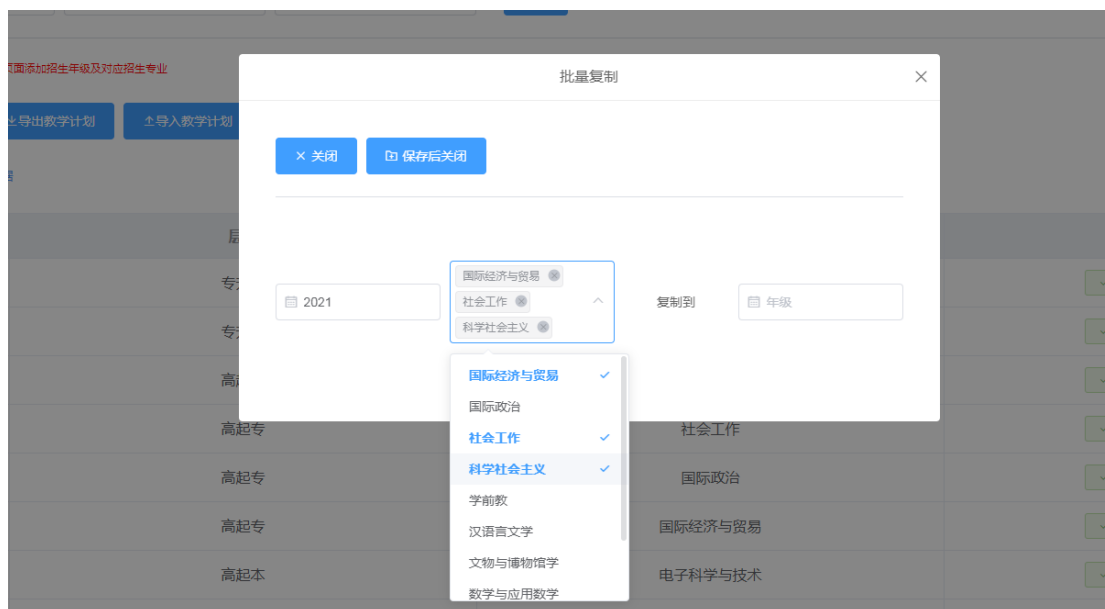 页面添加招生年级及对应招生专业
批量复制
导出教学计划
导入教学计划
关闭
保存后关闭
国际经济与贸易
2021
社会工作
复制到
年级
科学社会主义
国际经济与贸易
国际政治
社会工作
科学社会主义
学前教
汉语言文学
文物与博物馆学
数学与应用数学
专
专
高
高起专
社会工作
高起专
国际政治
高起专
国际经济与贸易
高起本
电子科学与技术